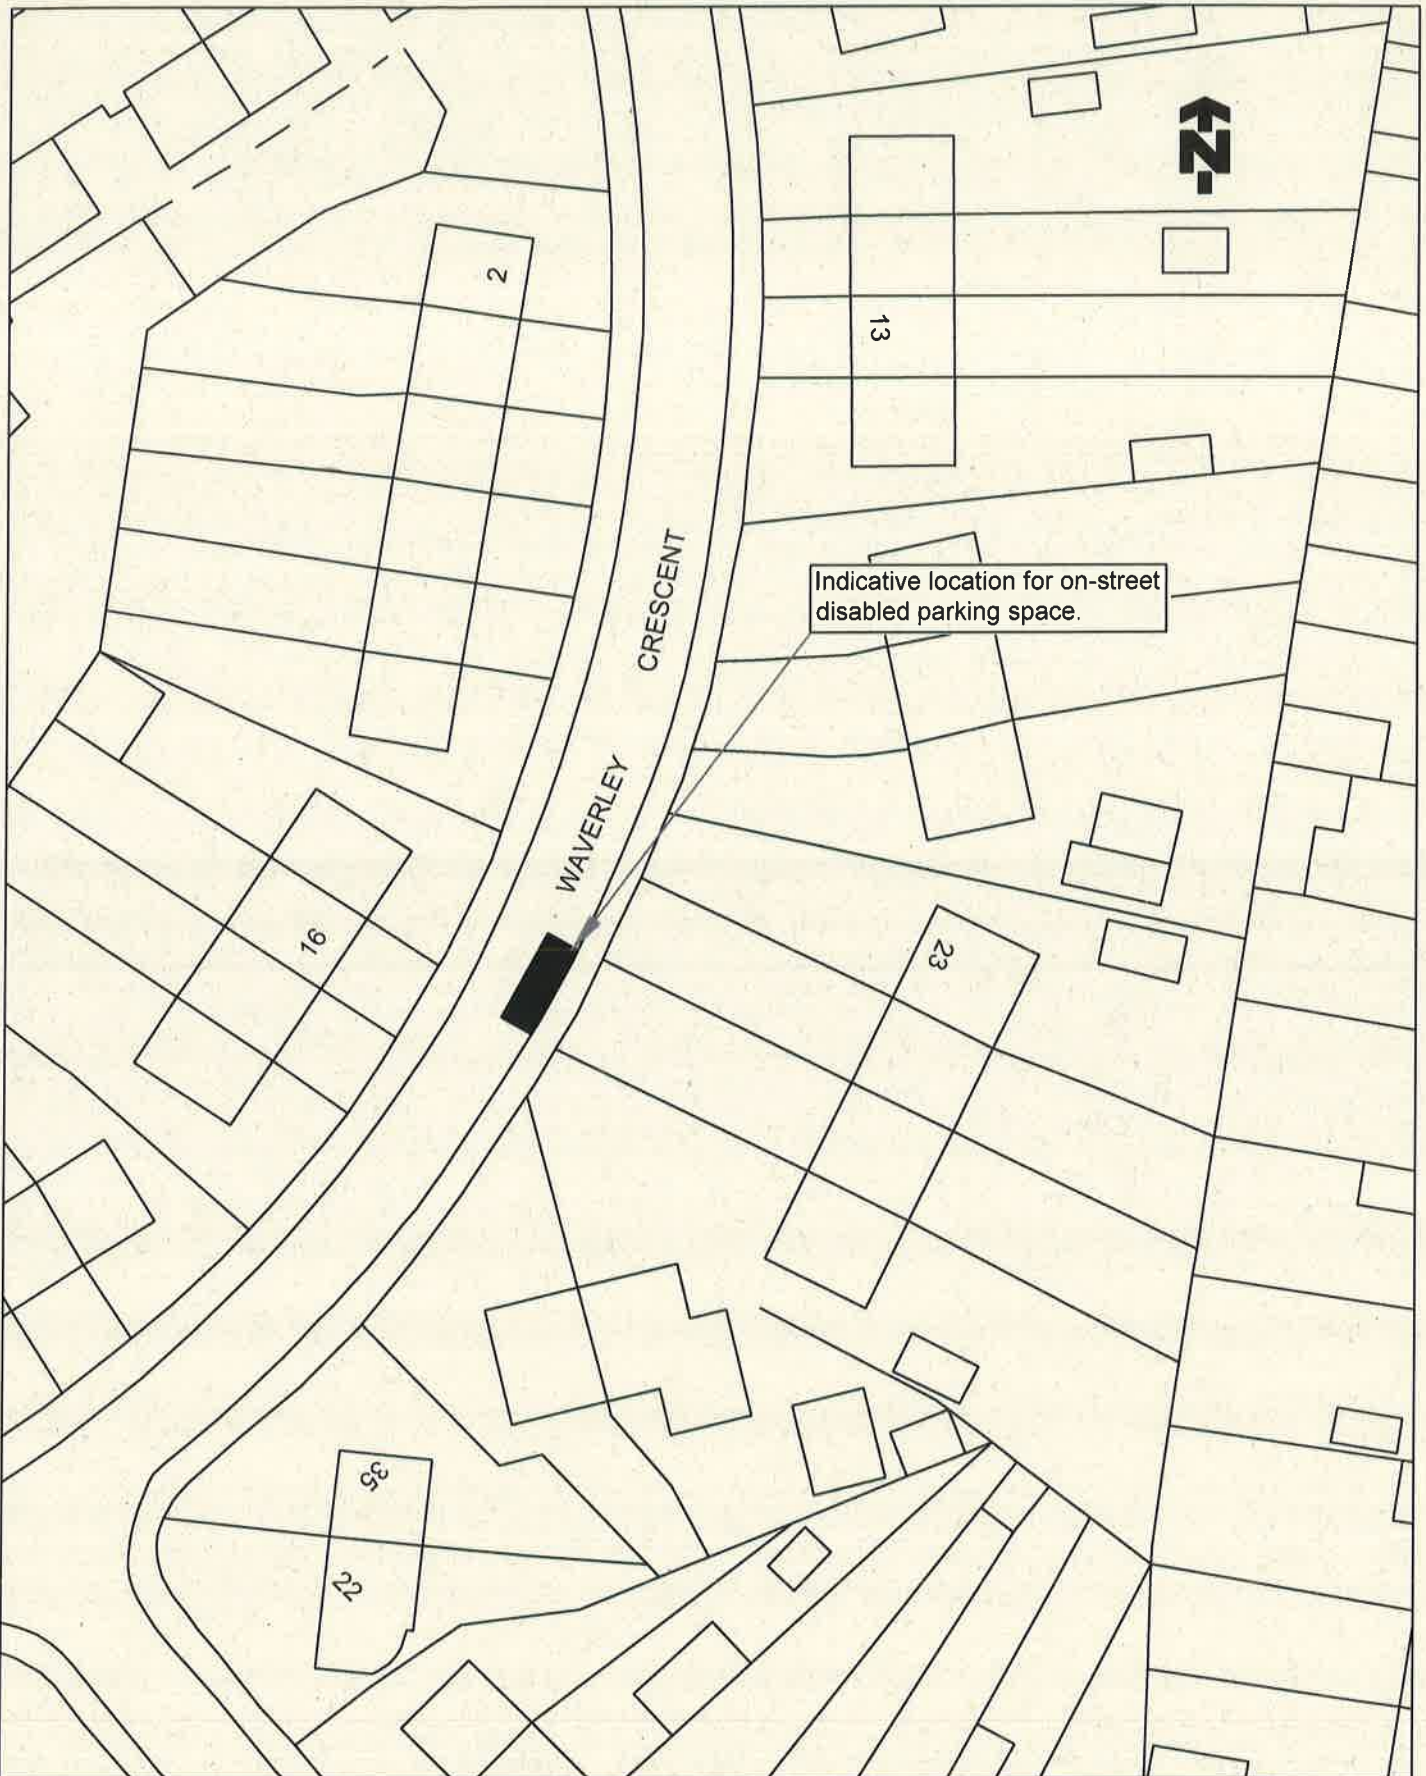 N
2
13
CRESCENT
Indicative location for on-street
disabled parking space.
WAVERLEY
16
23
35
22